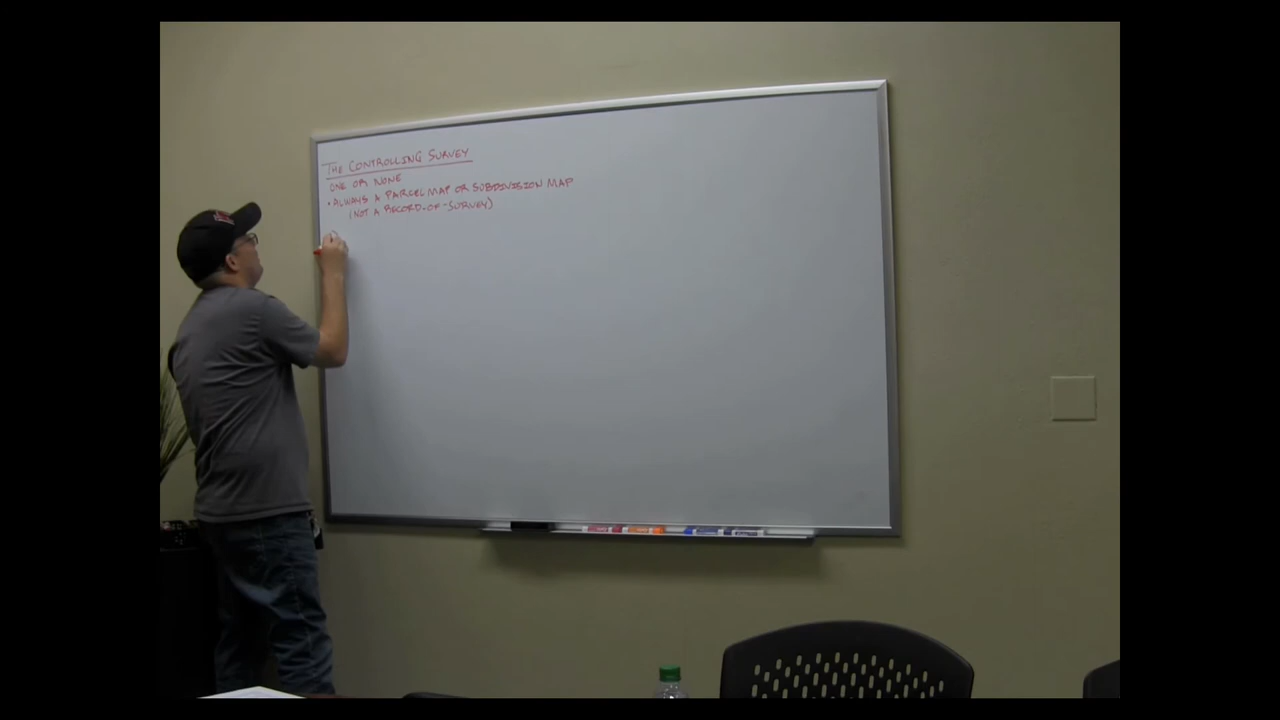 THE CONTROLLING SURVEY
ONE OR NONE
• ALWAYS A PARCEL MAP OR SUBDIVISION MAP
(NOT A RECORD-OF-SURVEY)